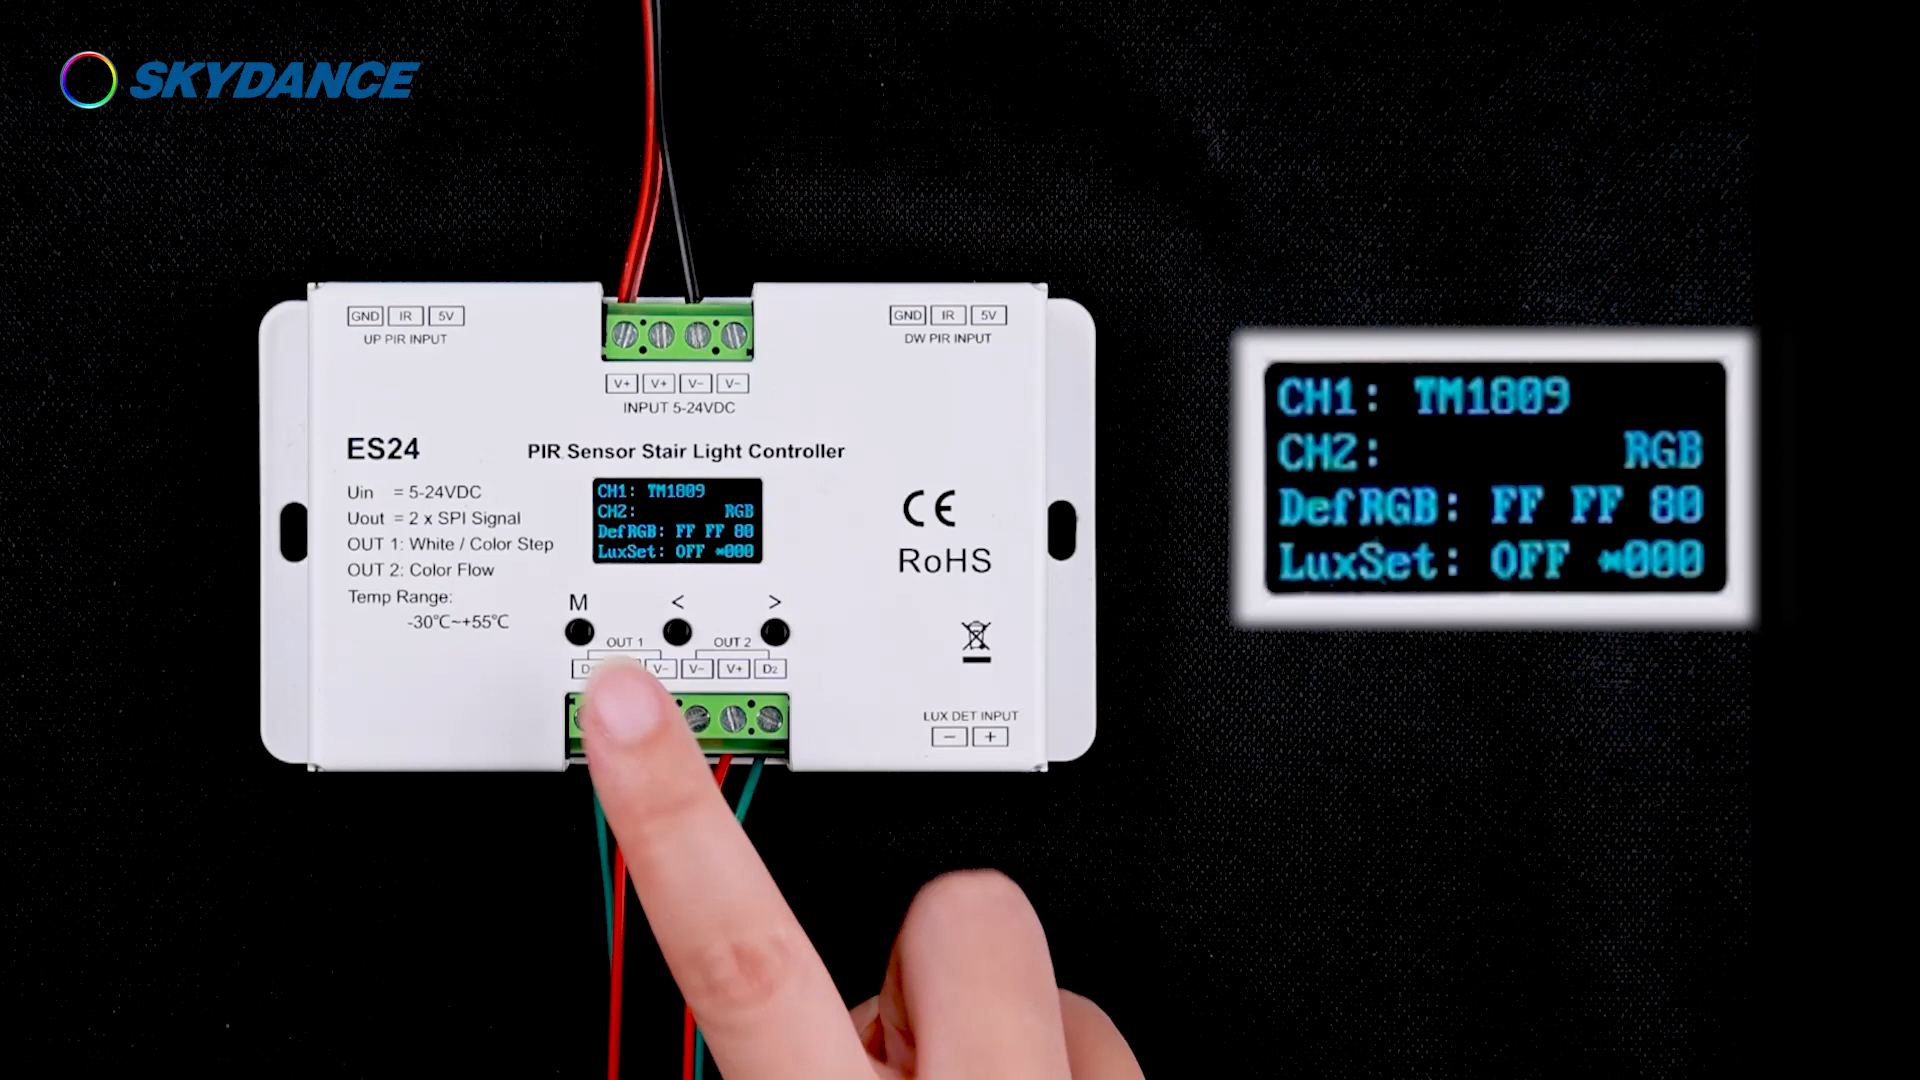 SKYDANCE
GND IR 5V
UP PIR INPUT
GND IR 5V
DW PIR INPUT
V+ V+ V- V-
INPUT 5-24VDC
ES24
PIR Sensor Stair Light Controller
Uin = 5-24VDC
Uout = 2 x SPI Signal
OUT 1: White / Color Step
OUT 2: Color Flow
Temp Range:
-30℃~+55℃
CH1: TM1809
CH2: RGB
DefRGB: FF FF 80
LuxSet: OFF *000
CE
RoHS
M < >
OUT 1 OUT 2
V- V- V+ D2
LUX DET INPUT
- +
CH1: TM1809
CH2: RGB
DefRGB: FF FF 80
LuxSet: OFF *000